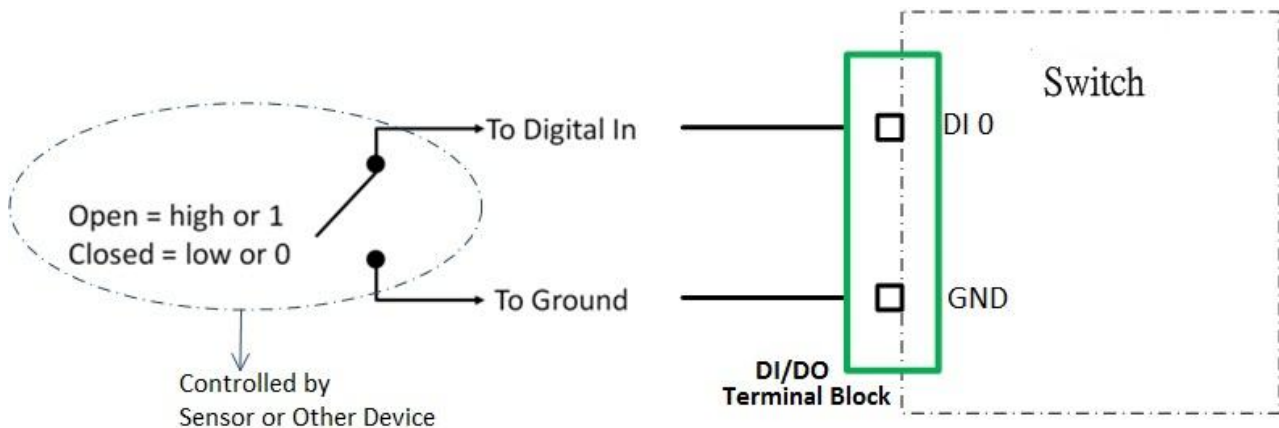 Switch
To Digital In
DI 0
Open = high or 1
Closed = low or 0
To Ground
GND
DI/DO
Terminal Block
Controlled by
Sensor or Other Device